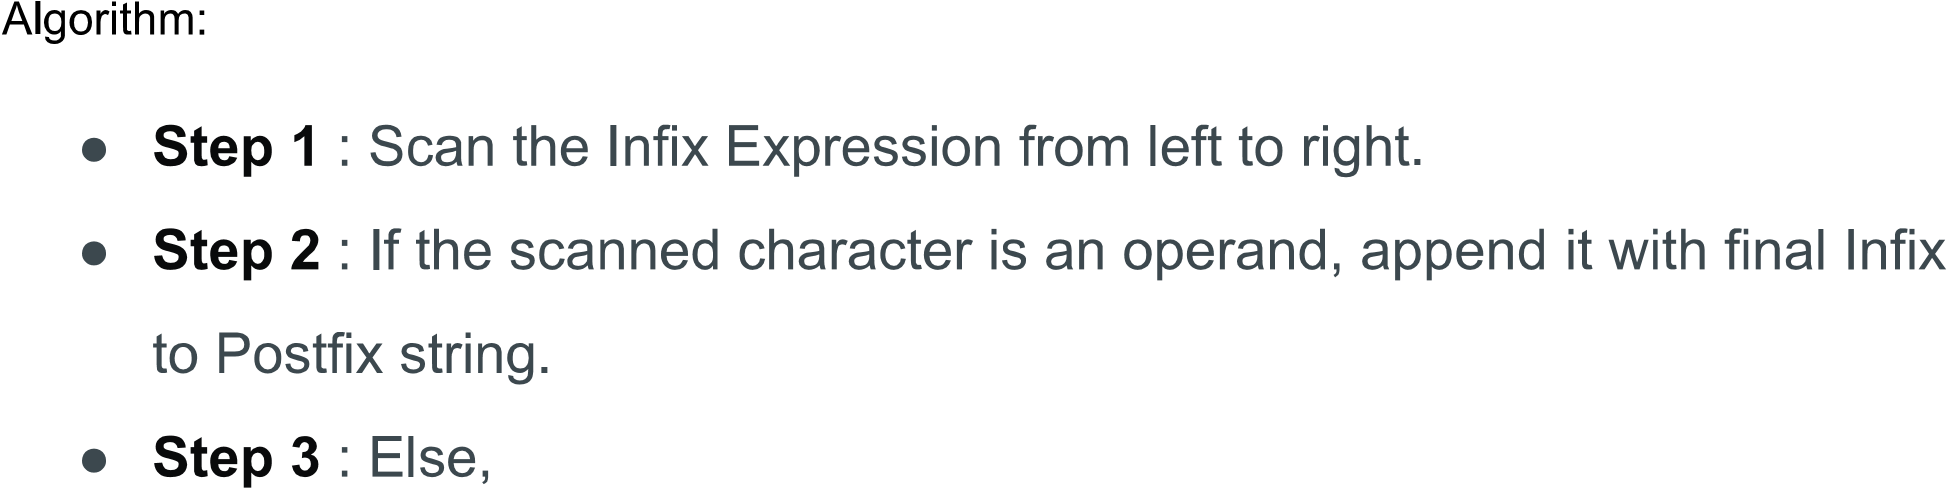 Algorithm:
● Step 1 : Scan the Infix Expression from left to right.
● Step 2 : If the scanned character is an operand, append it with final Infix
to Postfix string.
● Step 3 : Else,